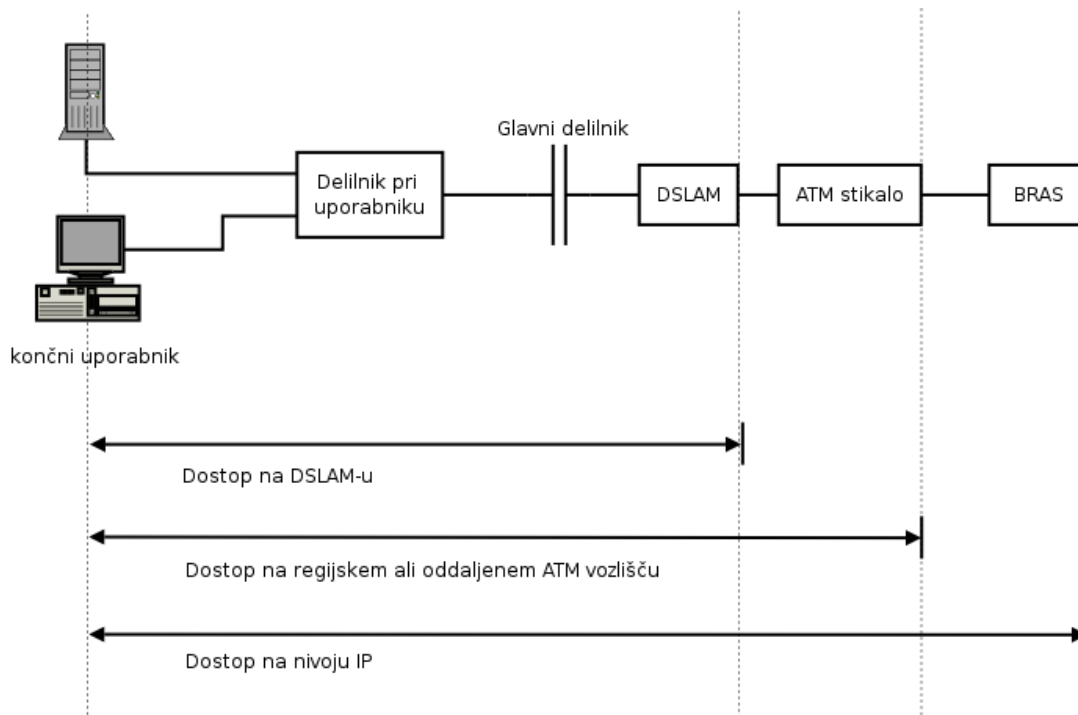 Glavni delilnik
Delilnik pri
uporabniku
DSLAM
ATM stikalo
BRAS
končni uporabnik
Dostop na DSLAM-u
Dostop na regijskem ali oddaljenem ATM vozlišču
Dostop na nivoju IP